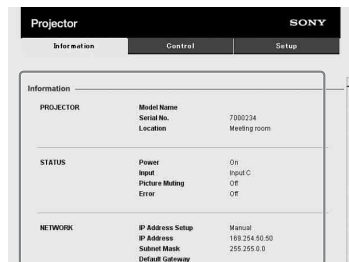 Projector SONY
Information Control Setup
Information
PROJECTOR Model Name
Serial No. 7000234
Location Meeting room
STATUS Power On
Input Input C
Picture Muting Off
Error Off
NETWORK IP Address Setup Manual
IP Address 169.254.50.50
Subnet Mask 255.255.0.0
Default Gateway